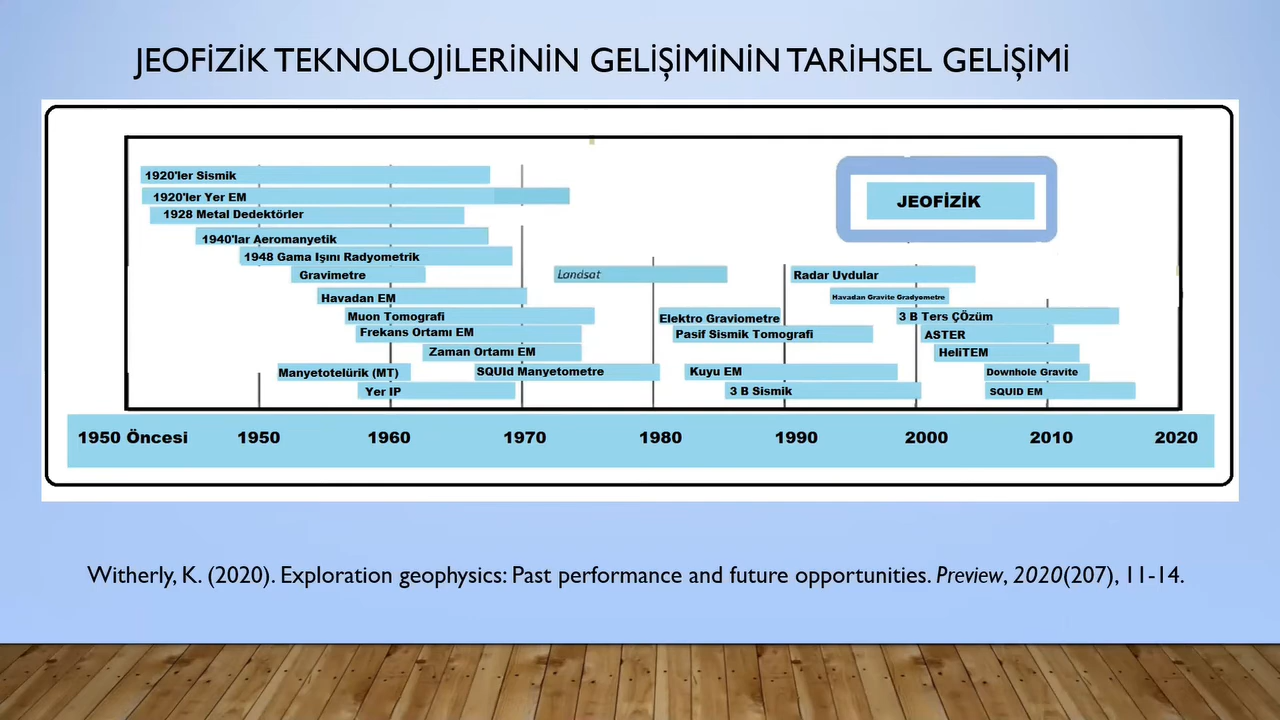 JEOFİZİK TEKNOLOJİLERİNİN GELİŞİMİNİN TARİHSEL GELİŞİMİ
1920'ler Sismik
1920'ler Yer EM
JEOFİZİK
1928 Metal Dedektörler
1940'lar Aeromanyetik
1948 Gama Işını Radyometrik
Gravimetre
Landsat
Radar Uydular
Havadan EM
Havadan Gravite Gradyometre
Muon Tomografi
Elektro Graviometre
3 B Ters ÇÖzüm
Frekans Ortamı EM
Pasif Sismik Tomografi
ASTER
Zaman Ortamı EM
HeliTEM
Manyetotelürik (MT)
SQUId Manyetometre
Kuyu EM
Downhole Gravite
Yer IP
3 B Sismik
SQUID EM
1950 Öncesi 1950 1960 1970 1980 1990 2000 2010 2020
Witherly, K. (2020). Exploration geophysics: Past performance and future opportunities. Preview, 2020(207), 11-14.